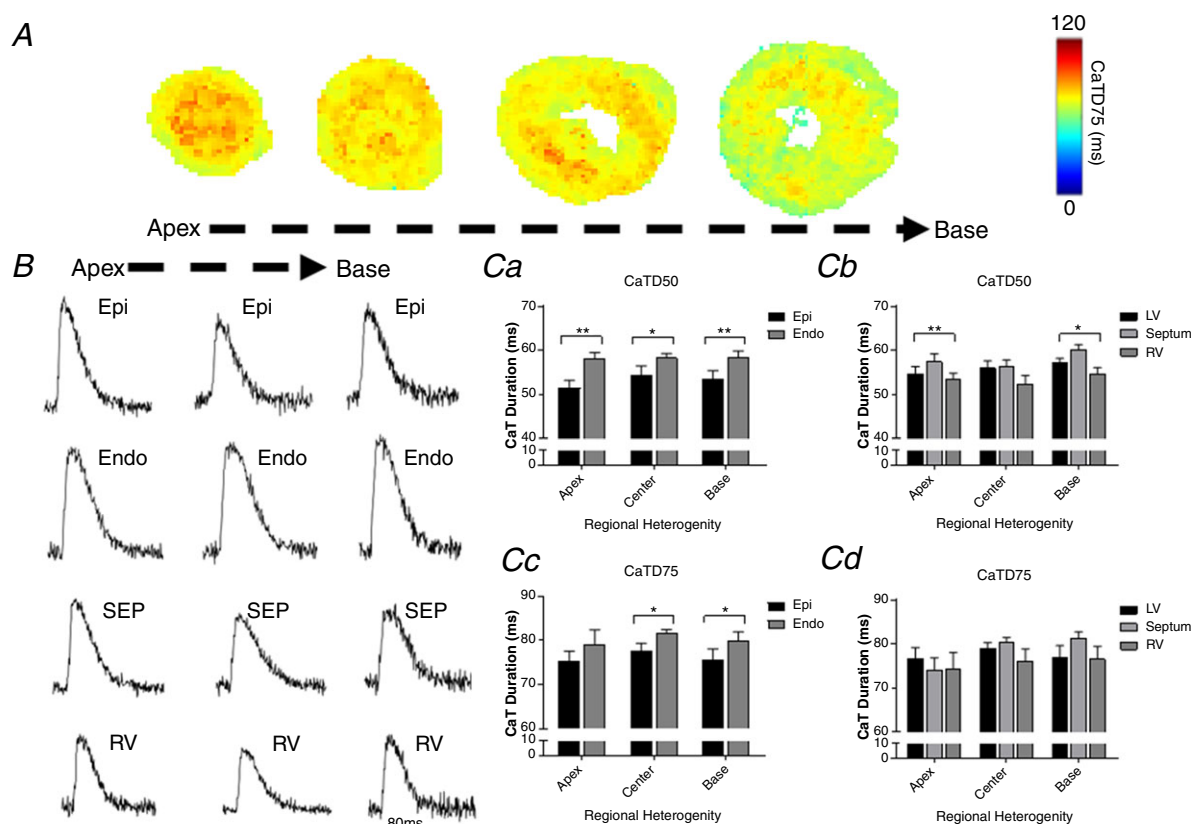 A
120
CaTD75 (ms)
0
Apex Base
B
Apex Base
Epi Epi Epi
Endo Endo Endo
SEP SEP SEP
RV RV RV
80ms
Ca
CaTD50
CaT Duration (ms)
70
60
50
40
10
0
** * **
Epi
Endo
Apex Center Base
Regional Heterogenity
Cb
CaTD50
CaT Duration (ms)
70
60
50
40
10
0
** *
LV
Septum
RV
Apex Center Base
Regional Heterogenity
Cc
CaTD75
CaT Duration (ms)
90
80
70
60
10
0
* *
Epi
Endo
Apex Center Base
Regional Heterogenity
Cd
CaTD75
CaT Duration (ms)
90
80
70
60
10
0
LV
Septum
RV
Apex Center Base
Regional Heterogenity